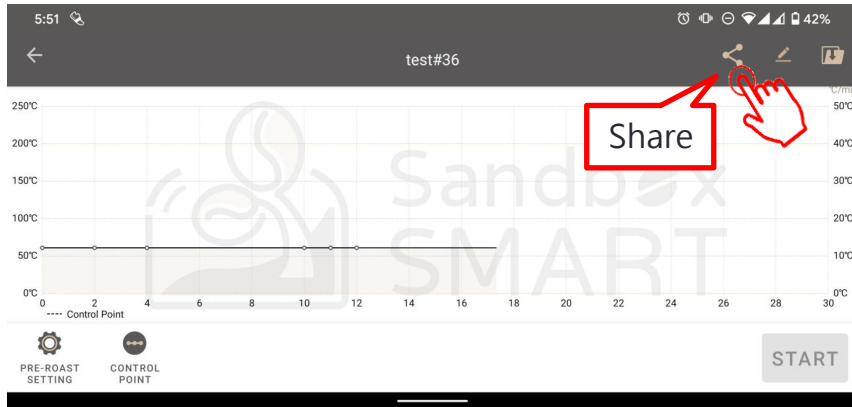 5:51
42%
test#36
°C/mi
250°C
50°C
200°C
40°C
Share
150°C
30°C
Sandbox
100°C
20°C
SMART
50°C
10°C
0°C
0°C
0 2 4 6 8 10 12 14 16 18 20 22 24 26 28 30
---- Control Point
PRE-ROAST
SETTING
CONTROL
POINT
START